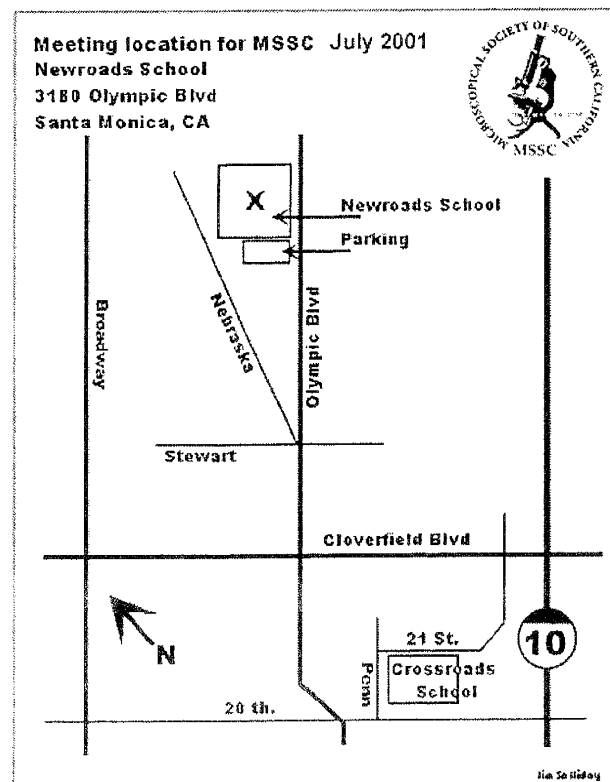 Meeting location for MSSC July 2001
Newroads School
3180 Olympic Blvd
Santa Monica, CA
MICROSCOPICAL SOCIETY OF SOUTHERN CALIFORNIA
MSSC
X
Newroads School
Parking
Broadway
Nebraska
Olympic Blvd
Stewart
Cloverfield Blvd
N
21 St.
10
Penn
Crossroads
School
20 th.
Jim Solliday